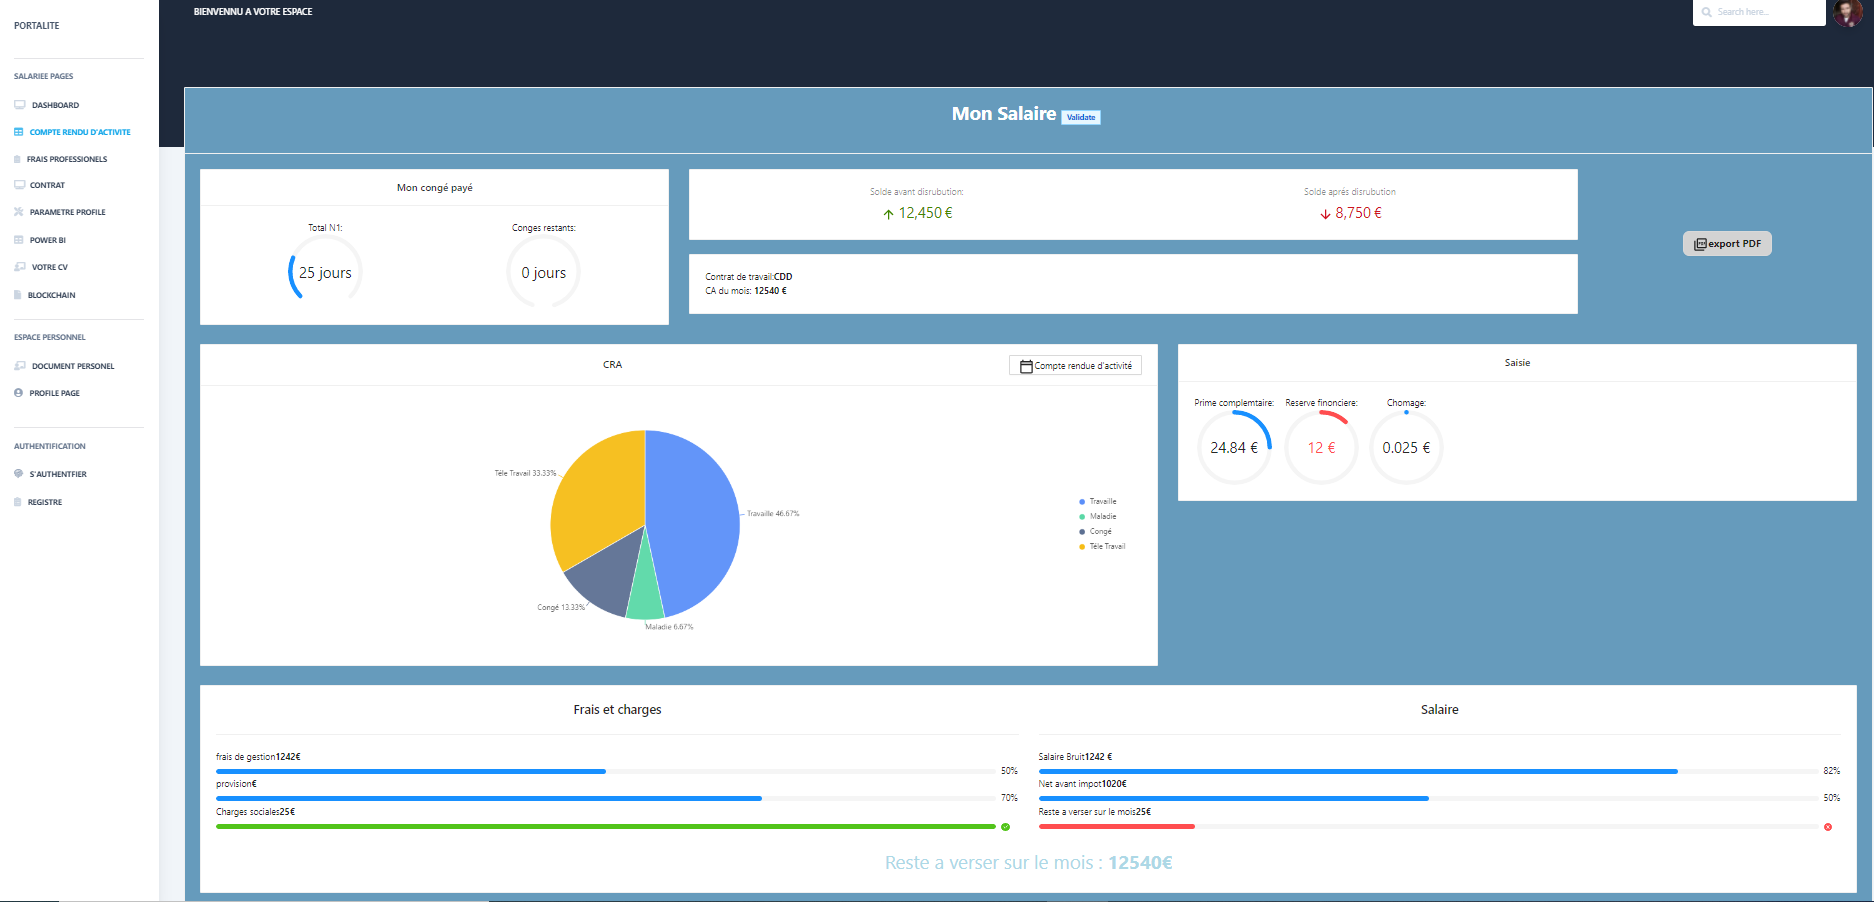 PORTALITE
SALARIEE PAGES
DASHBOARD
COMPTE RENDU D'ACTIVITE
FRAIS PROFESSIONELS
CONTRAT
PARAMETRE PROFILE
POWER BI
VOTRE CV
BLOCKCHAIN
ESPACE PERSONNEL
DOCUMENT PERSONEL
PROFILE PAGE
AUTHENTIFICATION
S'AUTHENTFIER
REGISTRE
BIENVENNU A VOTRE ESPACE
Search here...
Mon Salaire Validate
Mon congé payé
Total N1:
25 jours
Conges restants:
0 jours
Solde avant disrubution:
12,450 €
Solde aprés disrubution
8,750 €
Contrat de travail:CDD
CA du mois: 12540 €
export PDF
CRA
Compte rendue d'activité
Téle Travail 33.33%
Travaille 46.67%
Congé 13.33%
Maladie 6.67%
Travaille
Maladie
Congé
Téle Travail
Saisie
Prime complemtaire:
24.84 €
Reserve finonciere:
12 €
Chomage:
0.025 €
Frais et charges
frais de gestion1242€
50%
provision€
70%
Charges sociales25€
Salaire
Salaire Bruit1242 €
82%
Net avant impot1020€
50%
Reste a verser sur le mois25€
Reste a verser sur le mois : 12540€